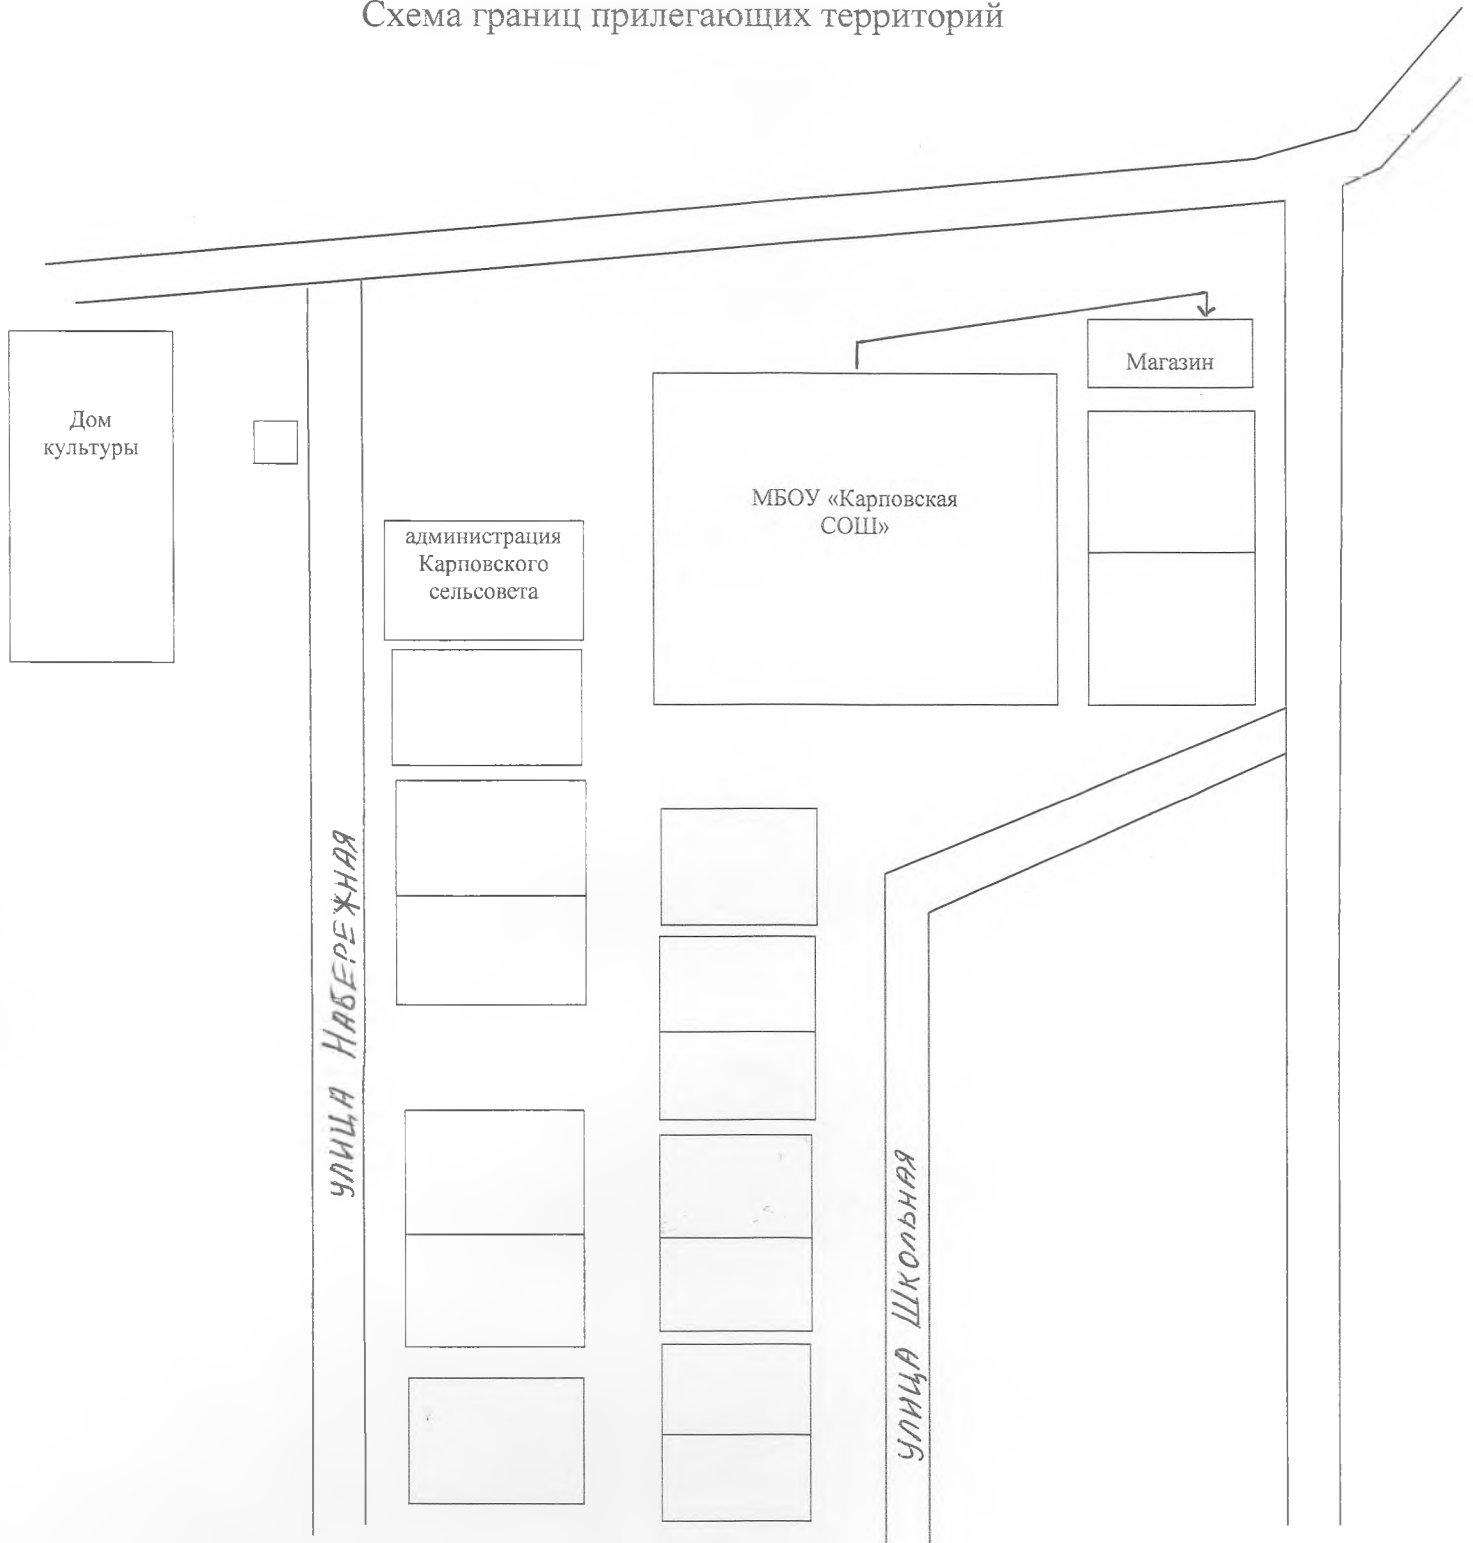 Схема границ прилегающих территорий
Магазин
Дом
культуры
МБОУ «Карповская
СОШ»
администрация
Карповского
сельсовета
улица Набережная
улица Школьная